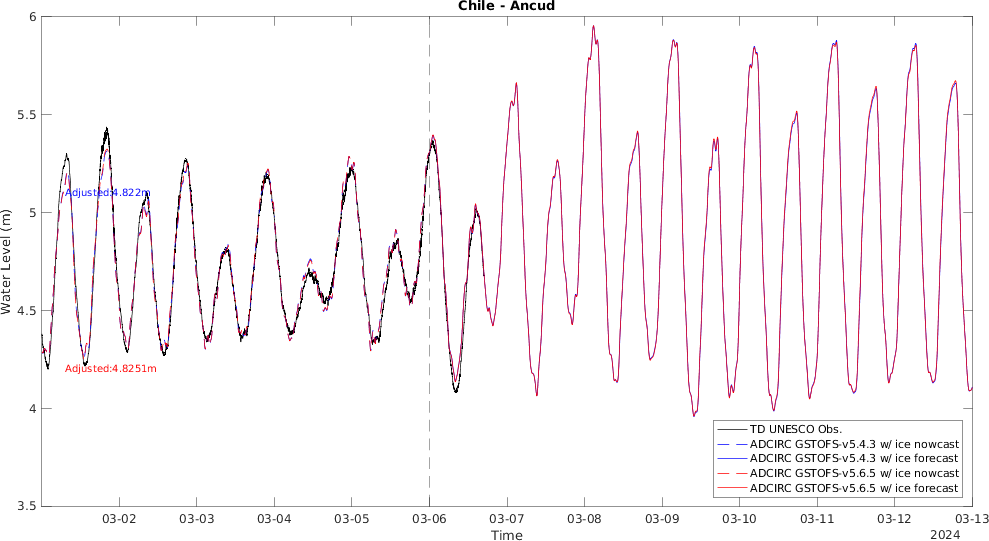 Chile - Ancud
6
5.5
5
4.5
4
3.5
Water Level (m)
Adjusted:4.822m
Adjusted:4.8251m
TD UNESCO Obs.
ADCIRC GSTOFS-v5.4.3 w/ ice nowcast
ADCIRC GSTOFS-v5.4.3 w/ ice forecast
ADCIRC GSTOFS-v5.6.5 w/ ice nowcast
ADCIRC GSTOFS-v5.6.5 w/ ice forecast
03-02 03-03 03-04 03-05 03-06 03-07 03-08 03-09 03-10 03-11 03-12 03-13
Time
2024